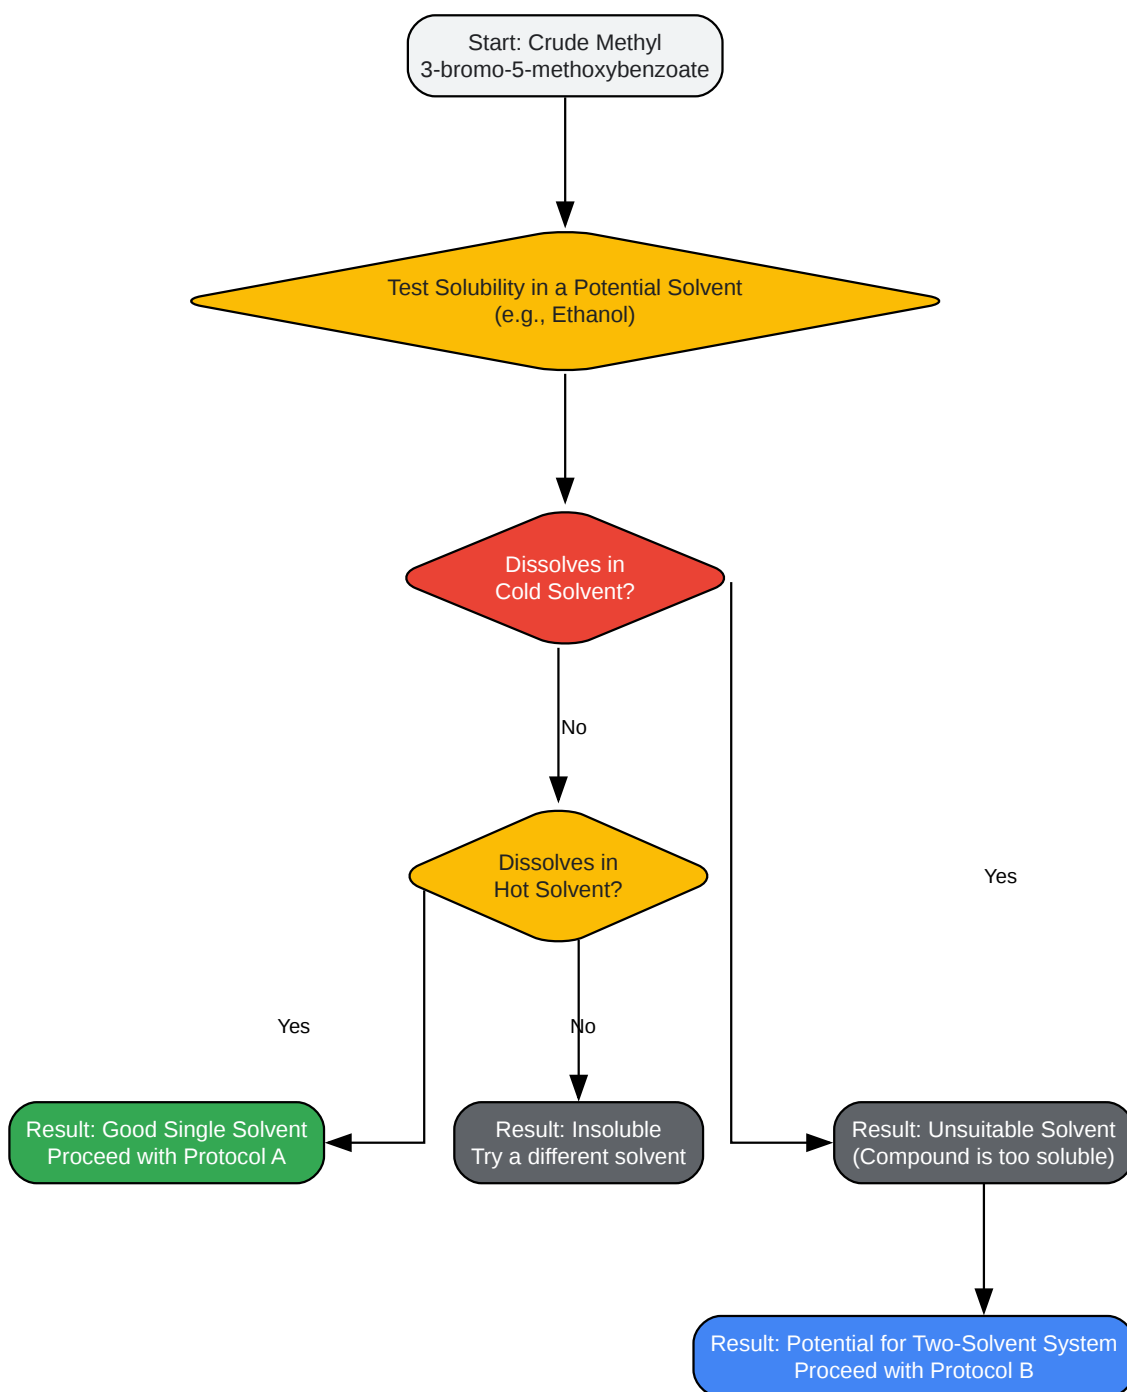 Start: Crude Methyl
3-bromo-5-methoxybenzoate
Test Solubility in a Potential Solvent
(e.g., Ethanol)
Dissolves in
Cold Solvent?
No
Dissolves in
Hot Solvent?
Yes
Yes
No
Result: Good Single Solvent
Proceed with Protocol A
Result: Insoluble
Try a different solvent
Result: Unsuitable Solvent
(Compound is too soluble)
Result: Potential for Two-Solvent System
Proceed with Protocol B